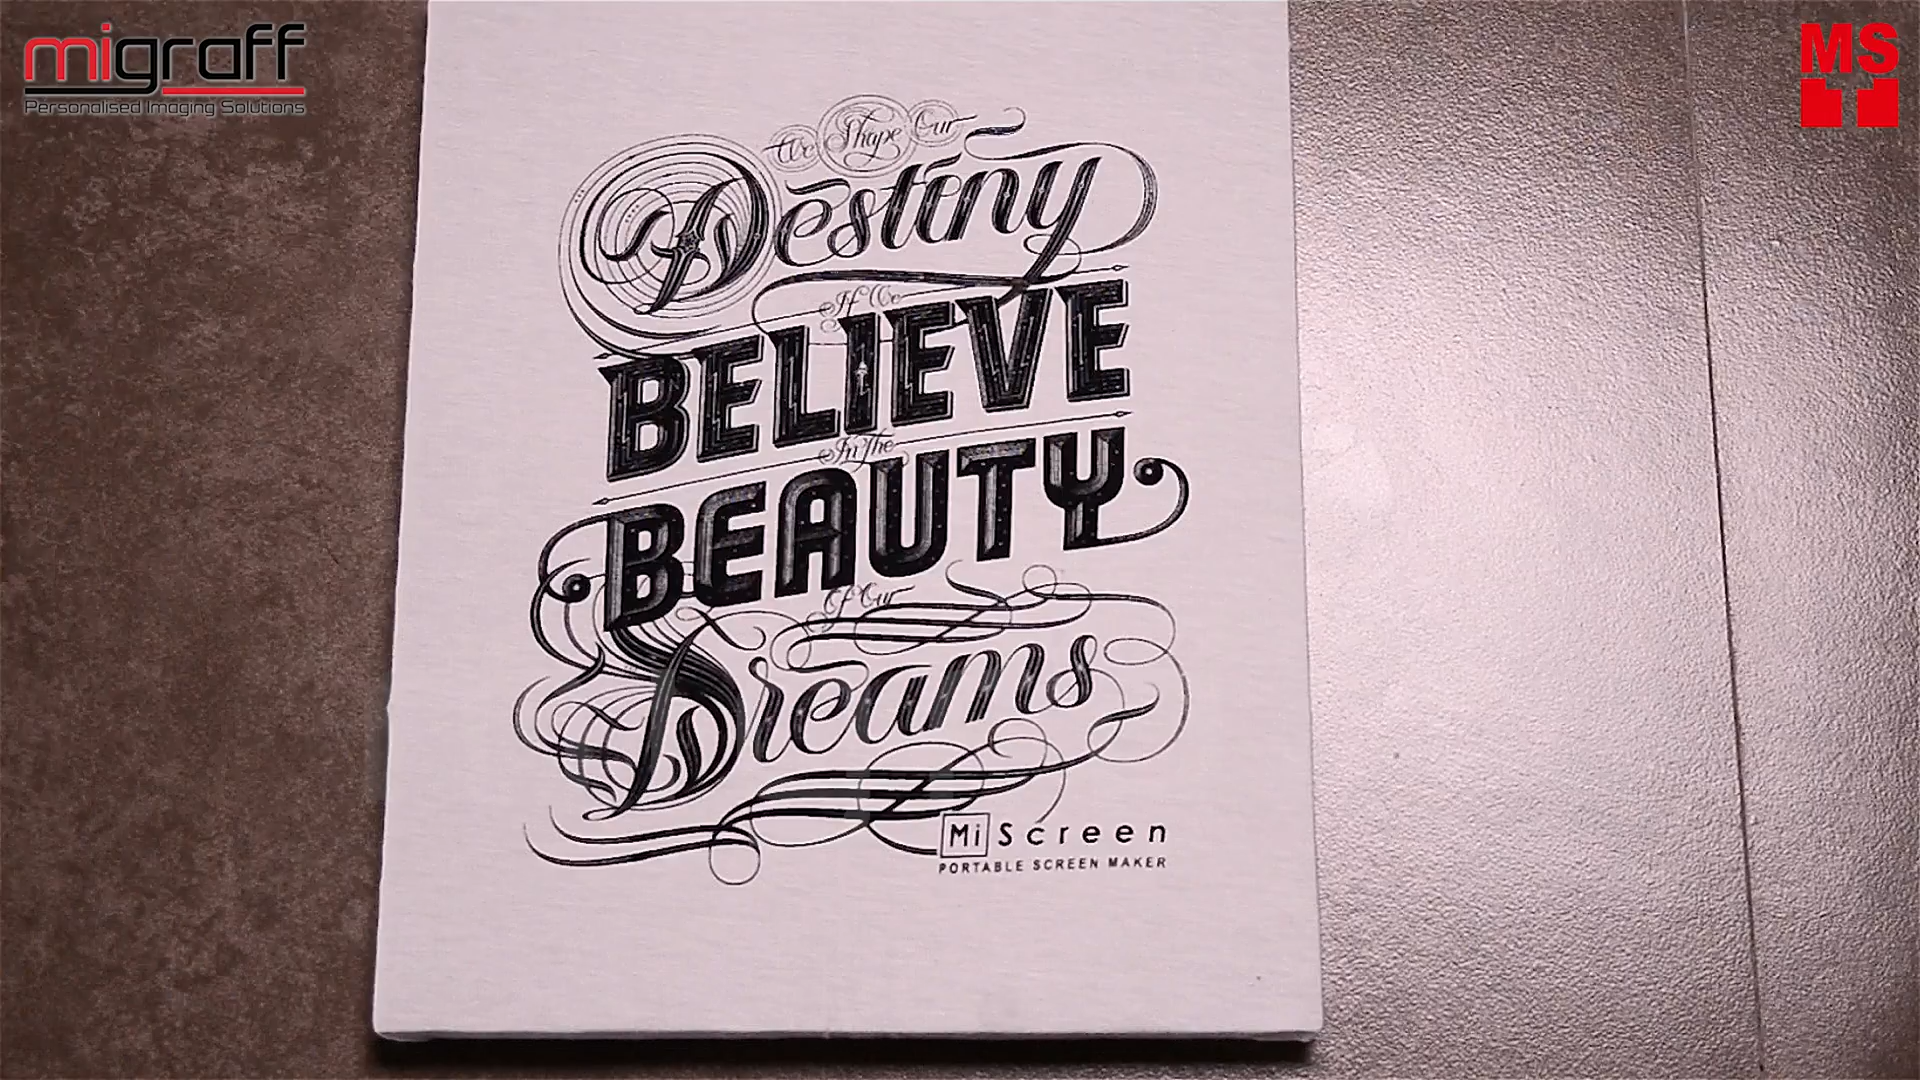 migraff
Personalised Imaging Solutions
MS
T
We Shape Our
Destiny
If We
BELIEVE
In The
BEAUTY
Of Our
Dreams
Mi Screen
PORTABLE SCREEN MAKER